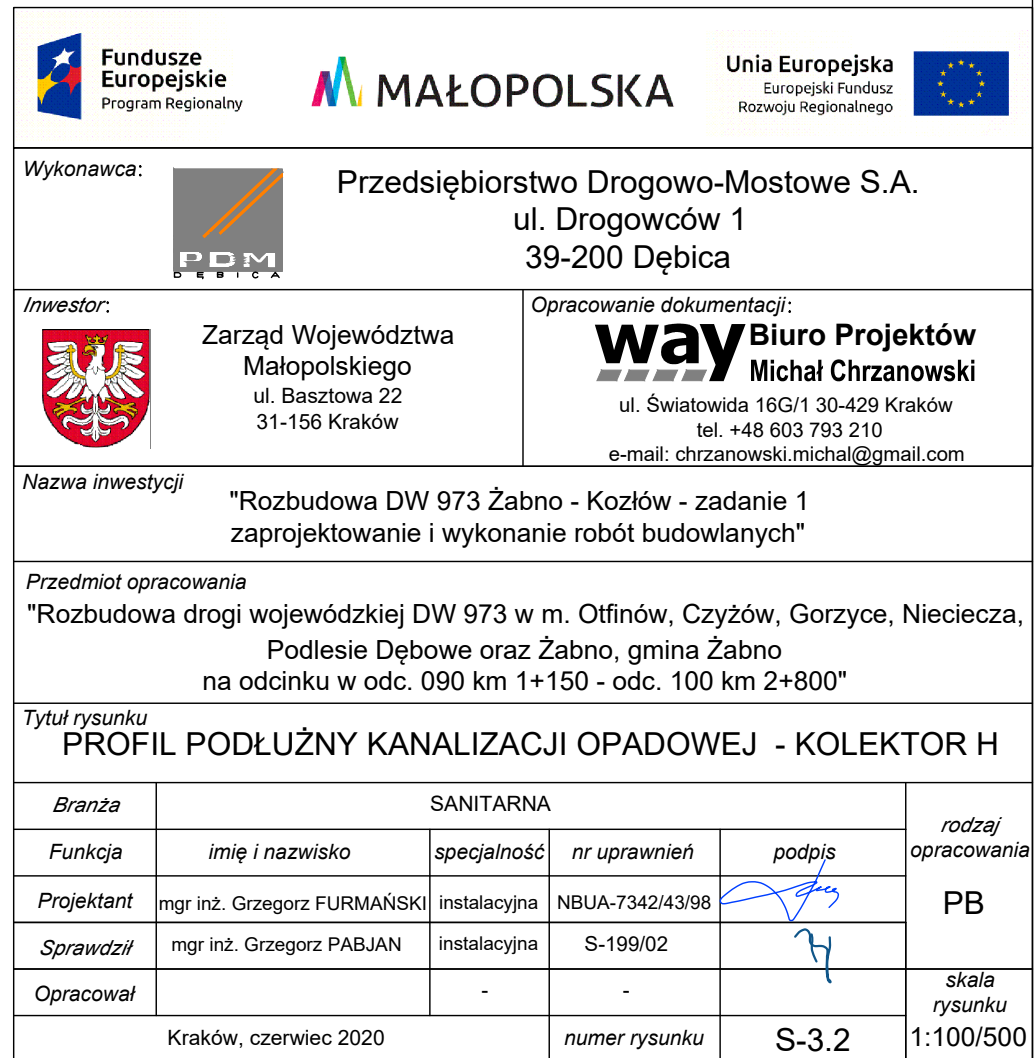 Fundusze
Europejskie
Program Regionalny
MAŁOPOLSKA
Unia Europejska
Europejski Fundusz
Rozwoju Regionalnego
Wykonawca:
PDM
DĘBICA
Przedsiębiorstwo Drogowo-Mostowe S.A.
ul. Drogowców 1
39-200 Dębica
Inwestor:
Zarząd Województwa
Małopolskiego
ul. Basztowa 22
31-156 Kraków
Opracowanie dokumentacji:
way Biuro Projektów
Michał Chrzanowski
ul. Światowida 16G/1 30-429 Kraków
tel. +48 603 793 210
e-mail: chrzanowski.michal@gmail.com
Nazwa inwestycji
"Rozbudowa DW 973 Żabno - Kozłów - zadanie 1
zaprojektowanie i wykonanie robót budowlanych"
Przedmiot opracowania
"Rozbudowa drogi wojewódzkiej DW 973 w m. Otfinów, Czyżów, Gorzyce, Nieciecza,
Podlesie Dębowe oraz Żabno, gmina Żabno
na odcinku w odc. 090 km 1+150 - odc. 100 km 2+800"
Tytuł rysunku
PROFIL PODŁUŻNY KANALIZACJI OPADOWEJ - KOLEKTOR H
Branża SANITARNA
rodzaj
opracowania
PB
Funkcja imię i nazwisko specjalność nr uprawnień podpis
Projektant mgr inż. Grzegorz FURMAŃSKI instalacyjna NBUA-7342/43/98
Sprawdził mgr inż. Grzegorz PABJAN instalacyjna S-199/02
Opracował - -
skala
rysunku
1:100/500
Kraków, czerwiec 2020 numer rysunku S-3.2